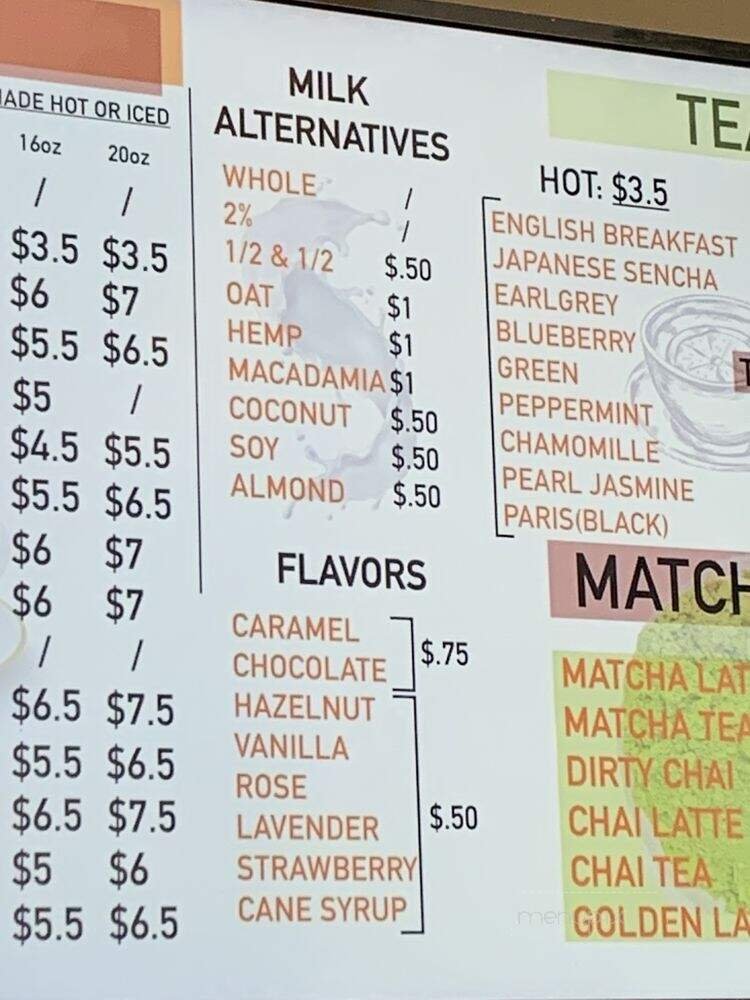 MADE HOT OR ICED
16oz 20oz
/ /
$3.5 $3.5
$6 $7
$5.5 $6.5
$5 /
$4.5 $5.5
$5.5 $6.5
$6 $7
$6 $7
/ /
$6.5 $7.5
$5.5 $6.5
$6.5 $7.5
$5 $6
$5.5 $6.5
MILK
ALTERNATIVES
WHOLE /
2% /
1/2 & 1/2 $.50
OAT $1
HEMP $1
MACADAMIA $1
COCONUT $.50
SOY $.50
ALMOND $.50
FLAVORS
CARAMEL
CHOCOLATE
$.75
HAZELNUT
VANILLA
ROSE
LAVENDER
STRAWBERRY
CANE SYRUP
$.50
TEA
HOT: $3.5
ENGLISH BREAKFAST
JAPANESE SENCHA
EARLGREY
BLUEBERRY
GREEN
PEPPERMINT
CHAMOMILLE
PEARL JASMINE
PARIS(BLACK)
MATCH
MATCHA LAT
MATCHA TEA
DIRTY CHAI
CHAI LATTE
CHAI TEA
GOLDEN LA